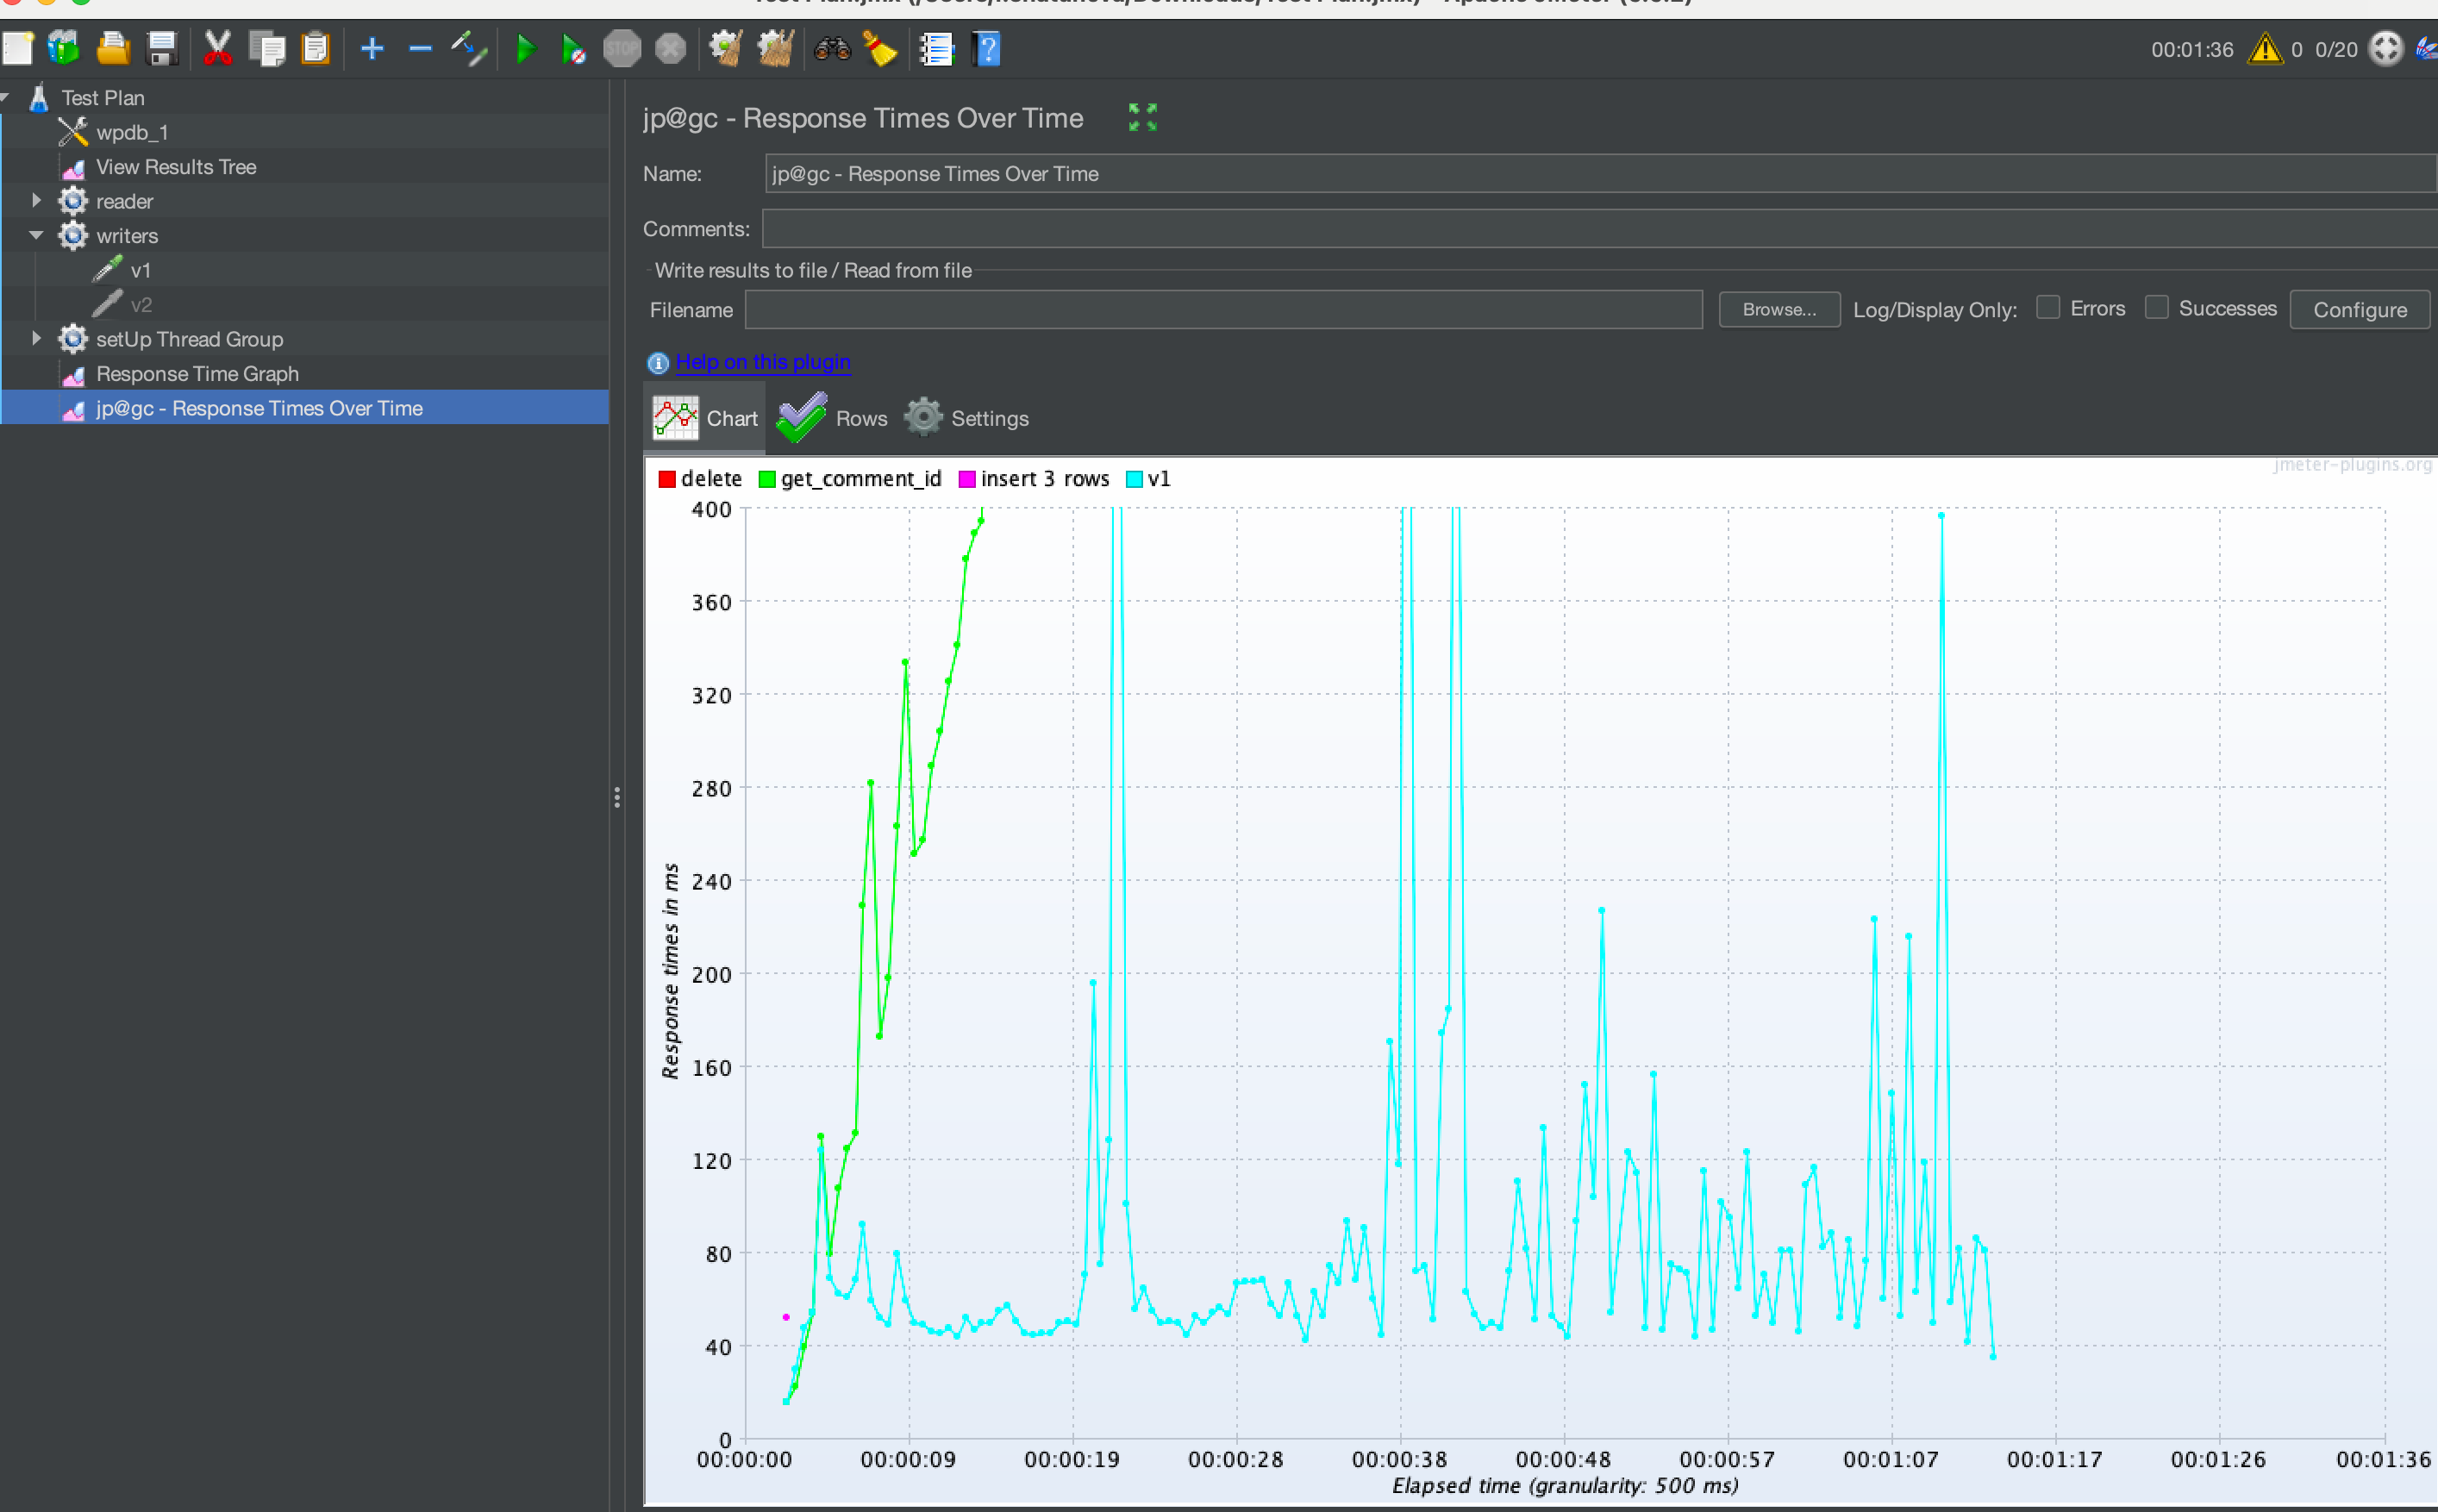 STOP
00:01:36 0 0/20
Test Plan
wpdb_1
View Results Tree
reader
writers
v1
v2
setUp Thread Group
Response Time Graph
jp@gc - Response Times Over Time
jp@gc - Response Times Over Time
Name: jp@gc - Response Times Over Time
Comments:
Write results to file / Read from file
Filename Browse... Log/Display Only: Errors Successes Configure
Help on this plugin
Chart Rows Settings
jmeter-plugins.org
delete get_comment_id insert 3 rows v1
400
360
320
280
240
200
160
120
80
40
0
Response times in ms
00:00:00 00:00:09 00:00:19 00:00:28 00:00:38 00:00:48 00:00:57 00:01:07 00:01:17 00:01:26 00:01:36
Elapsed time (granularity: 500 ms)